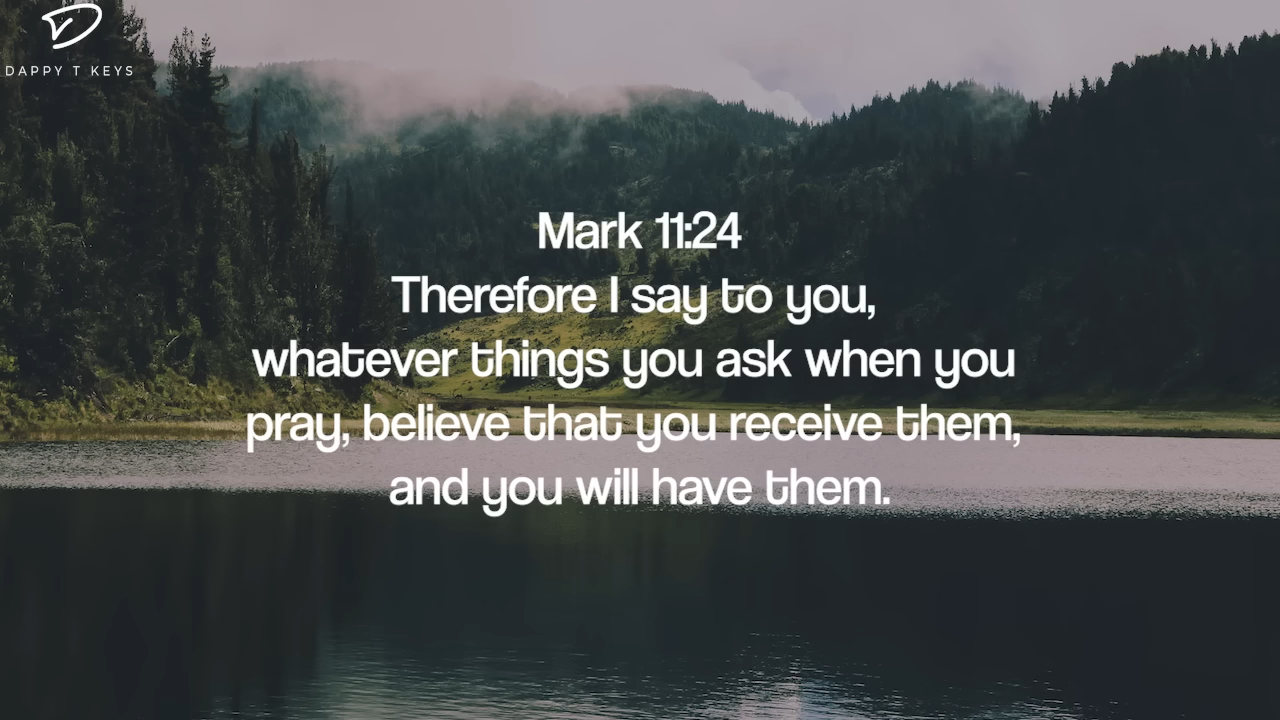 DAPPY T KEYS
Mark 11:24
Therefore I say to you,
whatever things you ask when you
pray, believe that you receive them,
and you will have them.